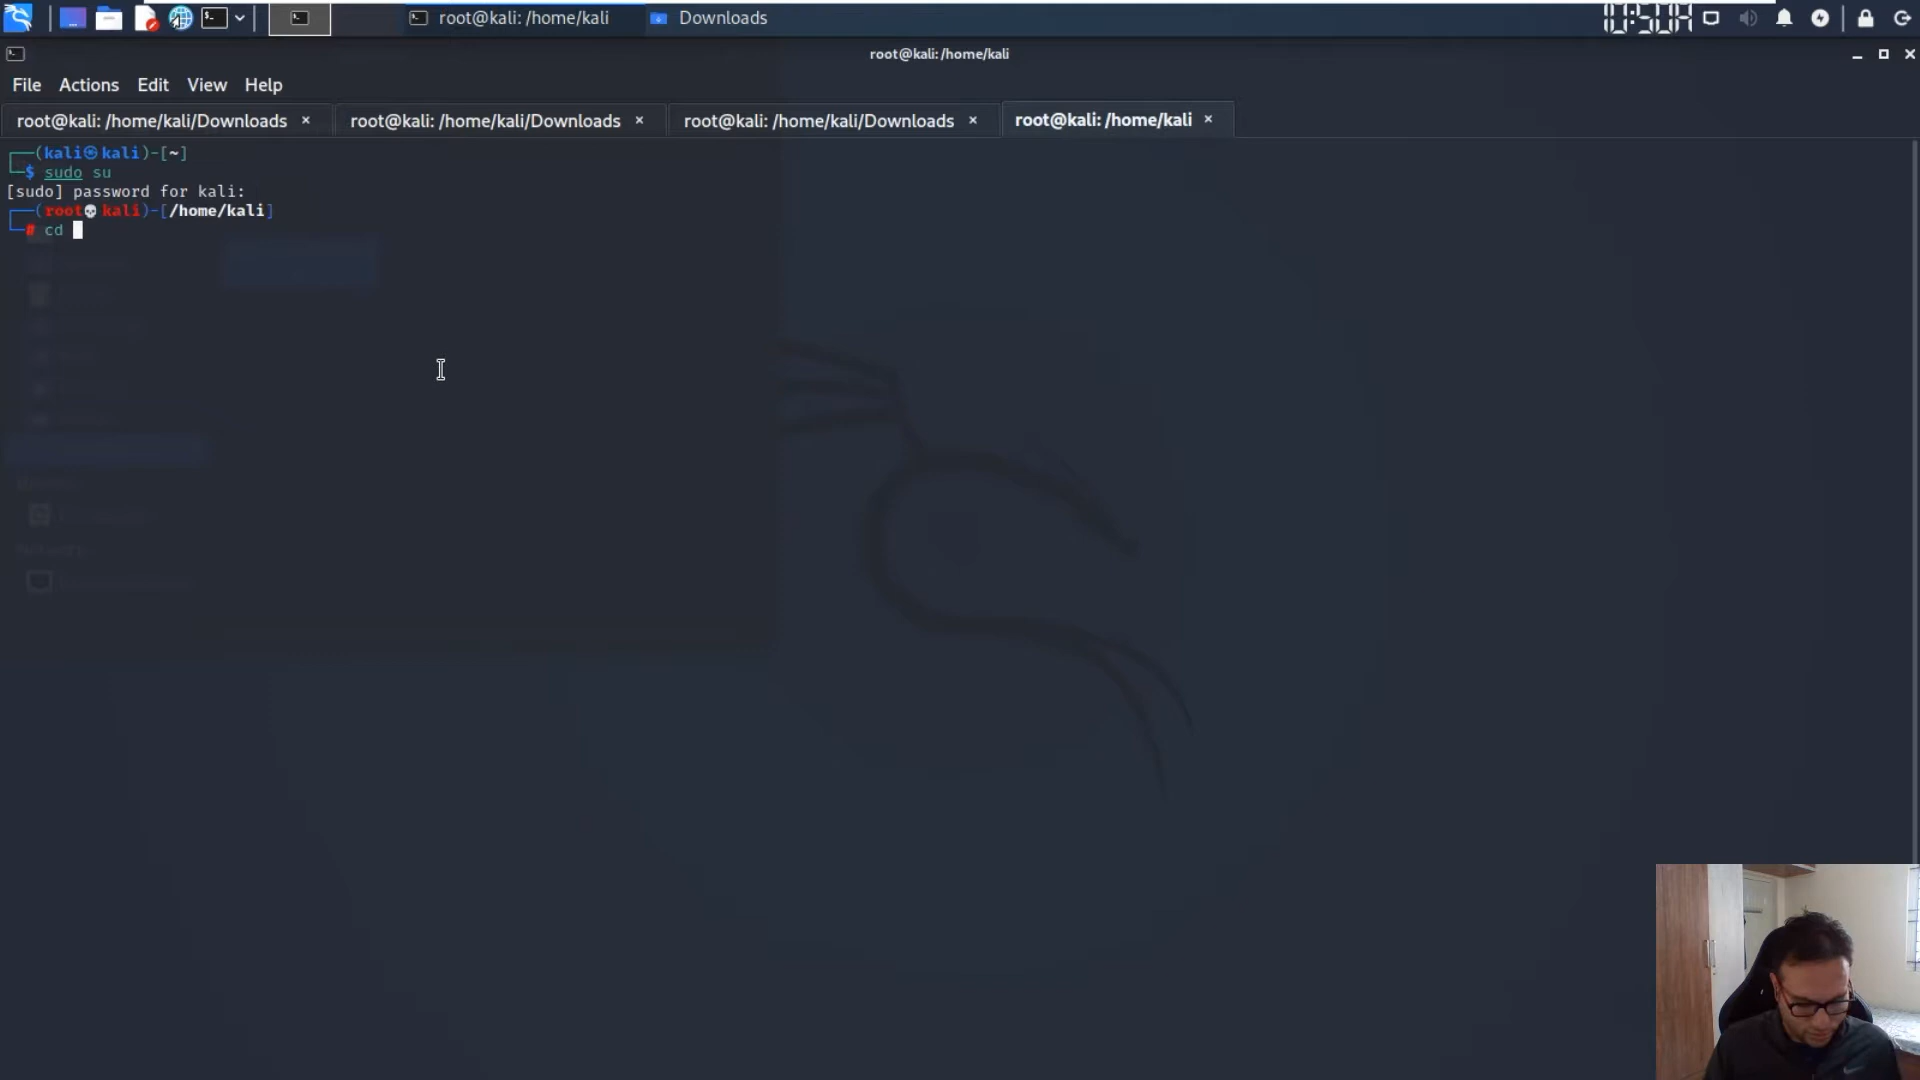 root@kali: /home/kali
Downloads
10:50
root@kali: /home/kali
File Actions Edit View Help
root@kali: /home/kali/Downloads × root@kali: /home/kali/Downloads × root@kali: /home/kali/Downloads × root@kali: /home/kali ×
(kali㉿kali)-[~]
$ sudo su
[sudo] password for kali:
(root💀kali)-[/home/kali]
# cd